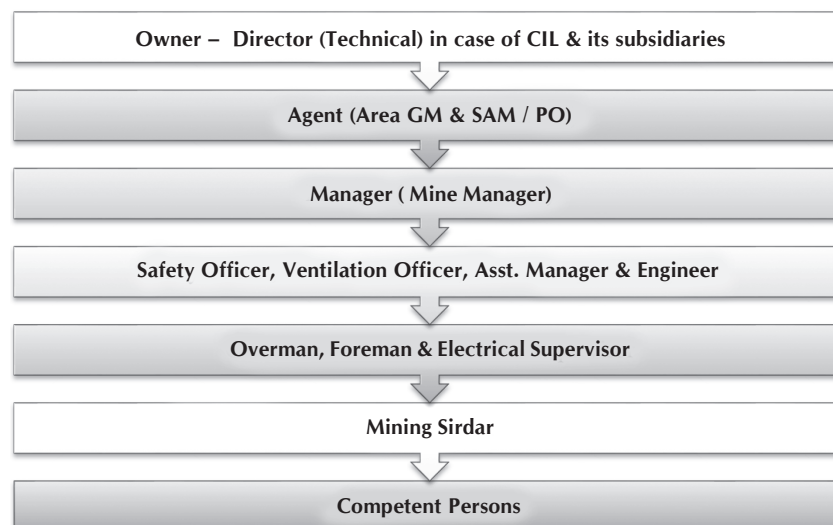 Owner – Director (Technical) in case of CIL & its subsidiaries
Agent (Area GM & SAM / PO)
Manager ( Mine Manager)
Safety Officer, Ventilation Officer, Asst. Manager & Engineer
Overman, Foreman & Electrical Supervisor
Mining Sirdar
Competent Persons